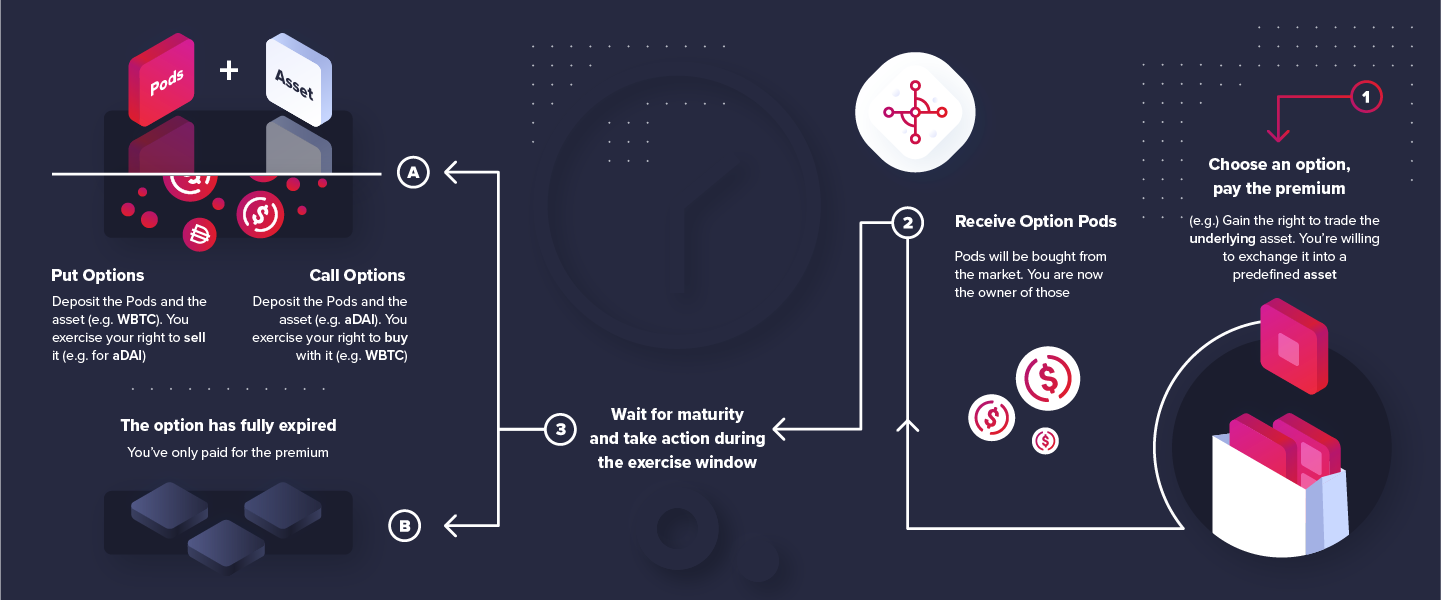 1
Choose an option,
pay the premium
(e.g.) Gain the right to trade the
underlying asset. You're willing
to exchange it into a
predefined asset
2
Receive Option Pods
Pods will be bought from
the market. You are now
the owner of those
3
Wait for maturity
and take action during
the exercise window
A
Pods
+
Asset
Put Options
Deposit the Pods and the
asset (e.g. WBTC). You
exercise your right to sell
it (e.g. for aDAI)
Call Options
Deposit the Pods and the
asset (e.g. aDAI). You
exercise your right to buy
with it (e.g. WBTC)
B
The option has fully expired
You've only paid for the premium